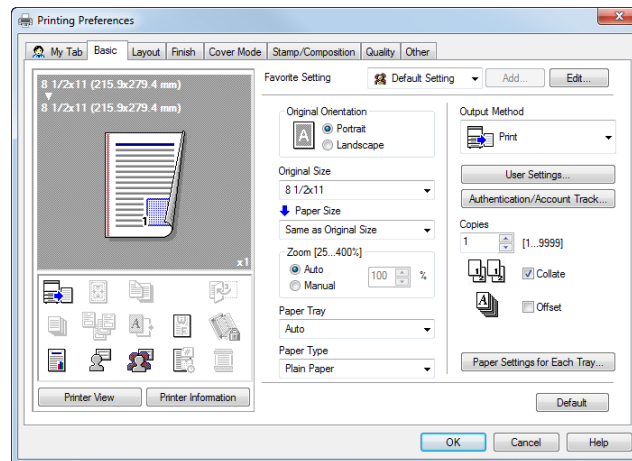 Printing Preferences
My Tab
Basic
Layout
Finish
Cover Mode
Stamp/Composition
Quality
Other
8 1/2x11 (215.9x279.4 mm)
8 1/2x11 (215.9x279.4 mm)
1
x1
Printer View
Printer Information
Favorite Setting
Default Setting
Add...
Edit...
Original Orientation
A
Portrait
Landscape
Original Size
8 1/2x11
Paper Size
Same as Original Size
Zoom [25...400%]
Auto
Manual
100
%
Paper Tray
Auto
Paper Type
Plain Paper
Output Method
Print
User Settings...
Authentication/Account Track...
Copies
1
[1...9999]
Collate
Offset
Paper Settings for Each Tray...
Default
OK
Cancel
Help